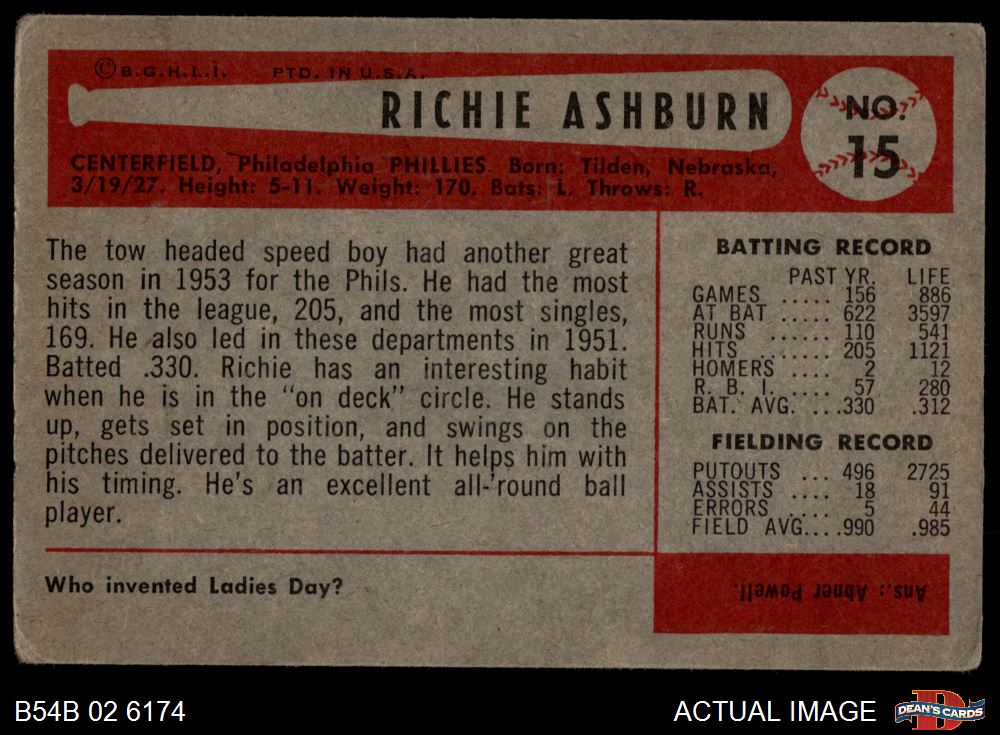 © B.G.H.L.I. PTD. IN U.S.A.
RICHIE ASHBURN
NO.
15
CENTERFIELD, Philadelphia PHILLIES. Born: Tilden, Nebraska,
3/19/27. Height: 5-11. Weight: 170. Bats: L. Throws: R.
The tow headed speed boy had another great
season in 1953 for the Phils. He had the most
hits in the league, 205, and the most singles,
169. He also led in these departments in 1951.
Batted .330. Richie has an interesting habit
when he is in the "on deck" circle. He stands
up, gets set in position, and swings on the
pitches delivered to the batter. It helps him with
his timing. He's an excellent all-'round ball
player.
BATTING RECORD
PAST YR. LIFE
GAMES ..... 156 886
AT BAT ..... 622 3597
RUNS ...... 110 541
HITS ....... 205 1121
HOMERS .... 2 12
R. B. I. .... 57 280
BAT. AVG. ...330 .312
FIELDING RECORD
PUTOUTS ... 496 2725
ASSISTS .... 18 91
ERRORS .... 5 44
FIELD AVG....990 .985
Who invented Ladies Day?
Ans.: Abner Powell.
B54B 02 6174
ACTUAL IMAGE
DEAN'S CARDS